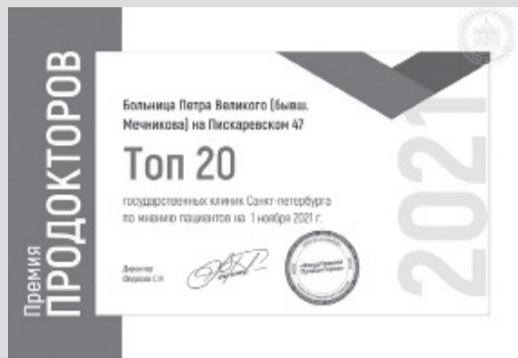 Премия
ПРОДОКТОРОВ
Больница Петра Великого (бывш.
Мечникова) на Пискаревском 47
Топ 20
государственных клиник Санкт-петербурга
по мнению пациентов на 1 ноября 2021 г.
Директор
2021